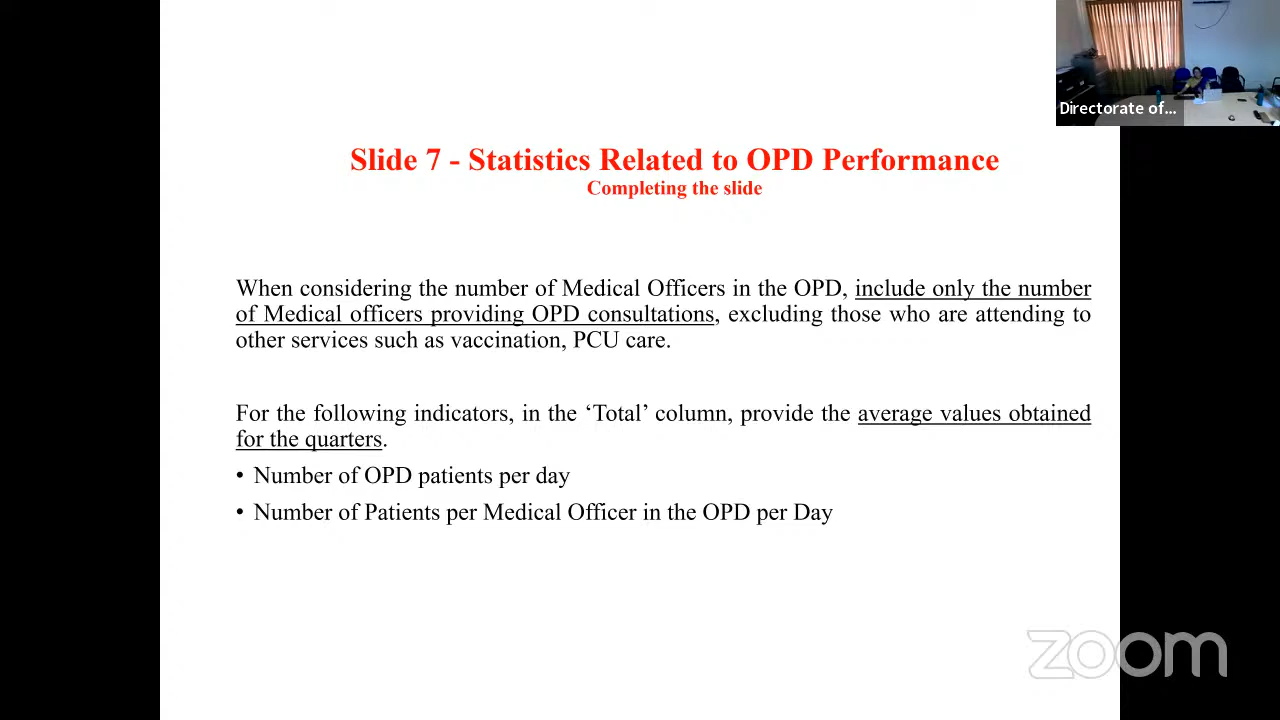 Directorate of...
Slide 7 - Statistics Related to OPD Performance
Completing the slide
When considering the number of Medical Officers in the OPD, include only the number
of Medical officers providing OPD consultations, excluding those who are attending to
other services such as vaccination, PCU care.
For the following indicators, in the ‘Total’ column, provide the average values obtained
for the quarters.
• Number of OPD patients per day
• Number of Patients per Medical Officer in the OPD per Day
zoom